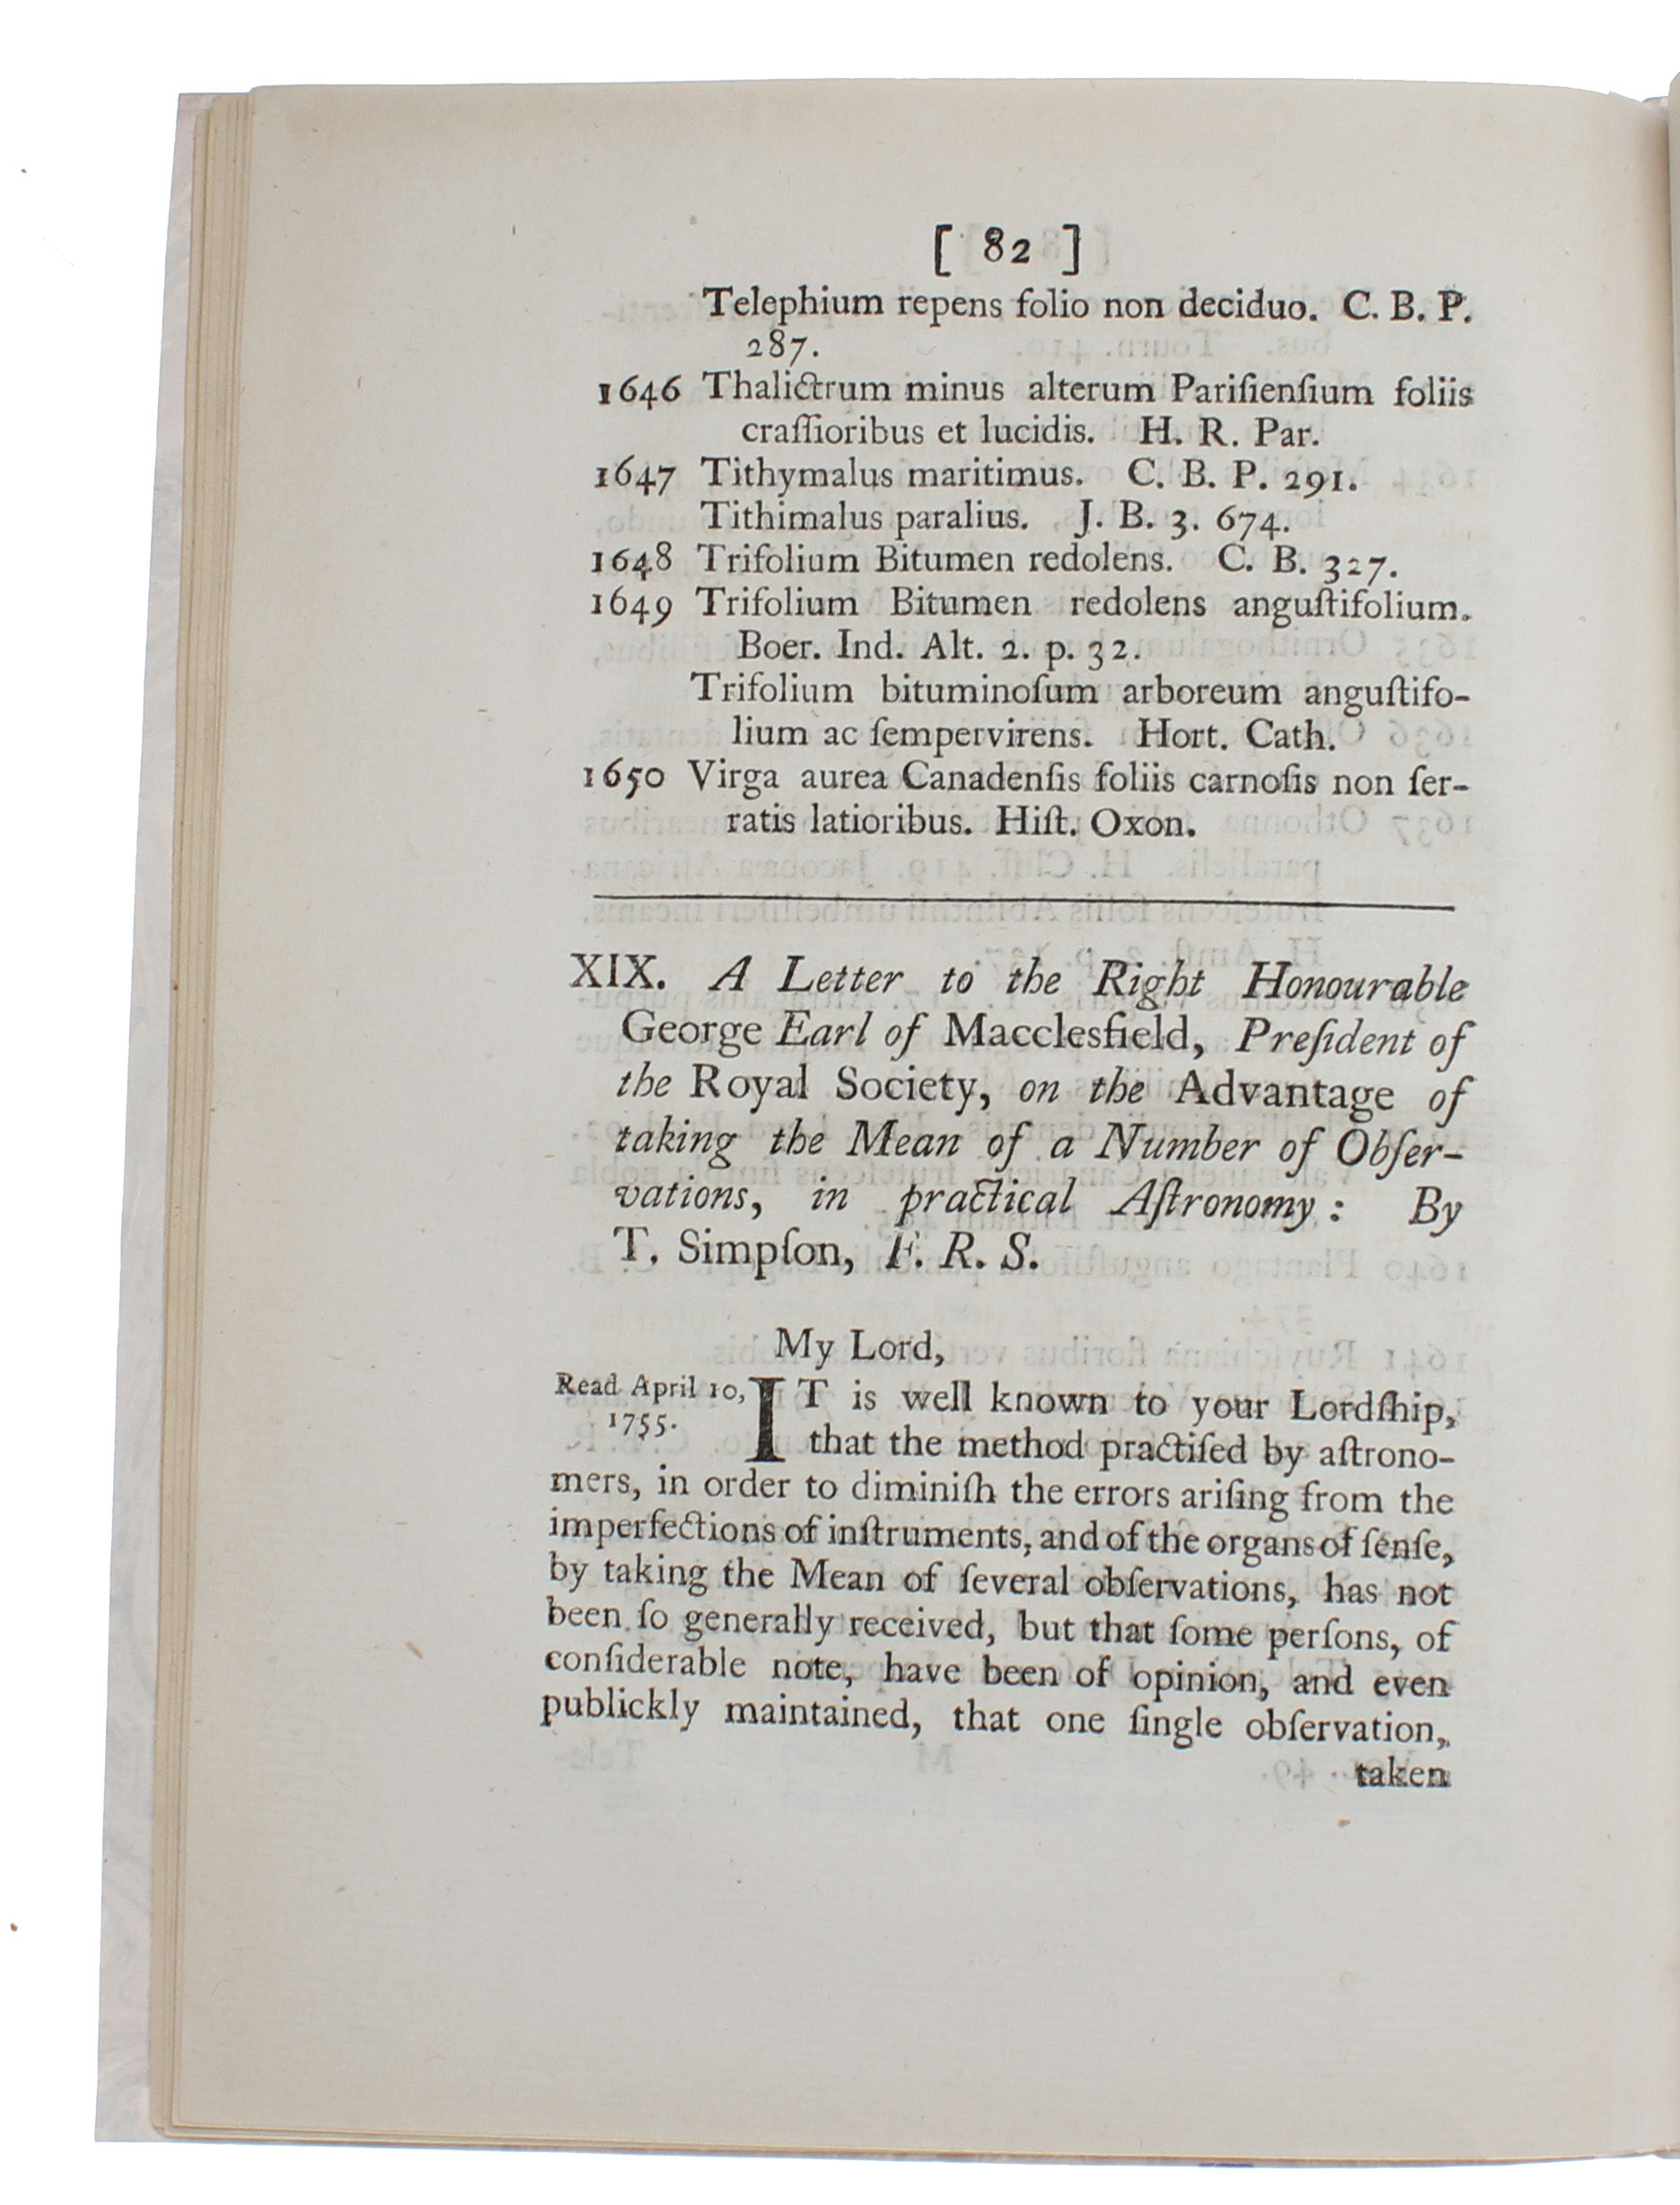 [ 82 ]
Telephium repens folio non deciduo. C. B. P.
287.
1646 Thalictrum minus alterum Pariſienſium foliis
craſſioribus et lucidis. H. R. Par.
1647 Tithymalus maritimus. C. B. P. 291.
Tithimalus paralius. J. B. 3. 674.
1648 Trifolium Bitumen redolens. C. B. 327.
1649 Trifolium Bitumen redolens anguſtifolium.
Boer. Ind. Alt. 2. p. 32.
Trifolium bituminoſum arboreum anguſtifo-
lium ac ſempervirens. Hort. Cath.
1650 Virga aurea Canadenſis foliis carnoſis non ſer-
ratis latioribus. Hiſt. Oxon.
XIX. A Letter to the Right Honourable
George Earl of Macclesfield, Preſident of
the Royal Society, on the Advantage of
taking the Mean of a Number of Obſer-
vations, in practical Aſtronomy: By
T. Simpſon, F. R. S.
My Lord,
Read April 10, IT is well known to your Lordſhip,
1755. that the method practiſed by aſtrono-
mers, in order to diminiſh the errors ariſing from the
imperfections of inſtruments, and of the organs of ſenſe,
by taking the Mean of ſeveral obſervations, has not
been ſo generally received, but that ſome perſons, of
conſiderable note, have been of opinion, and even
publickly maintained, that one ſingle obſervation,
taken